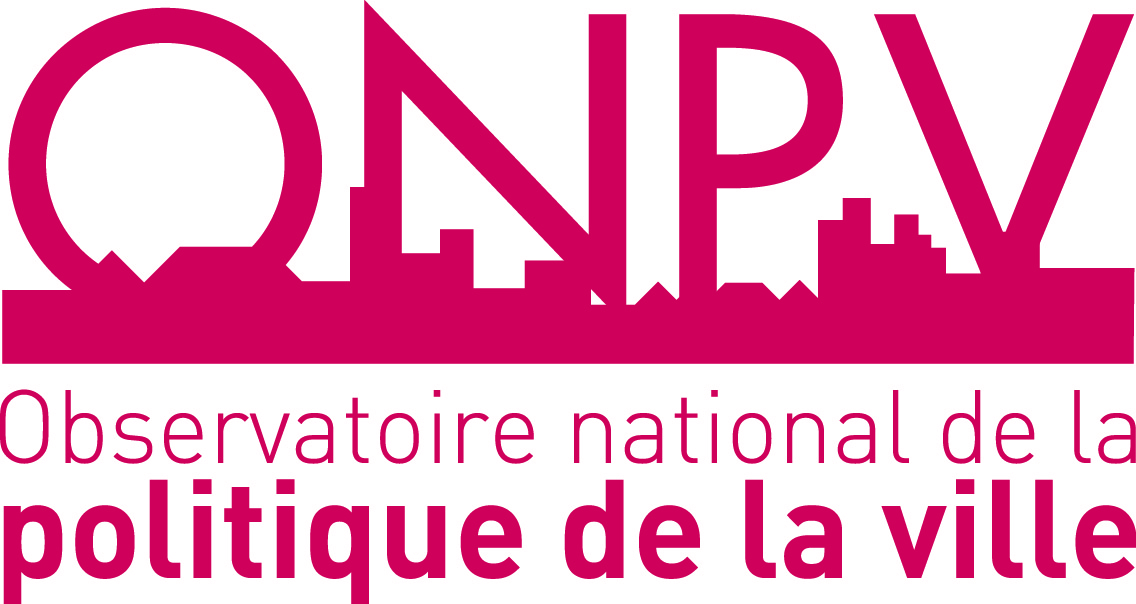 ONPV
Observatoire national de la
politique de la ville